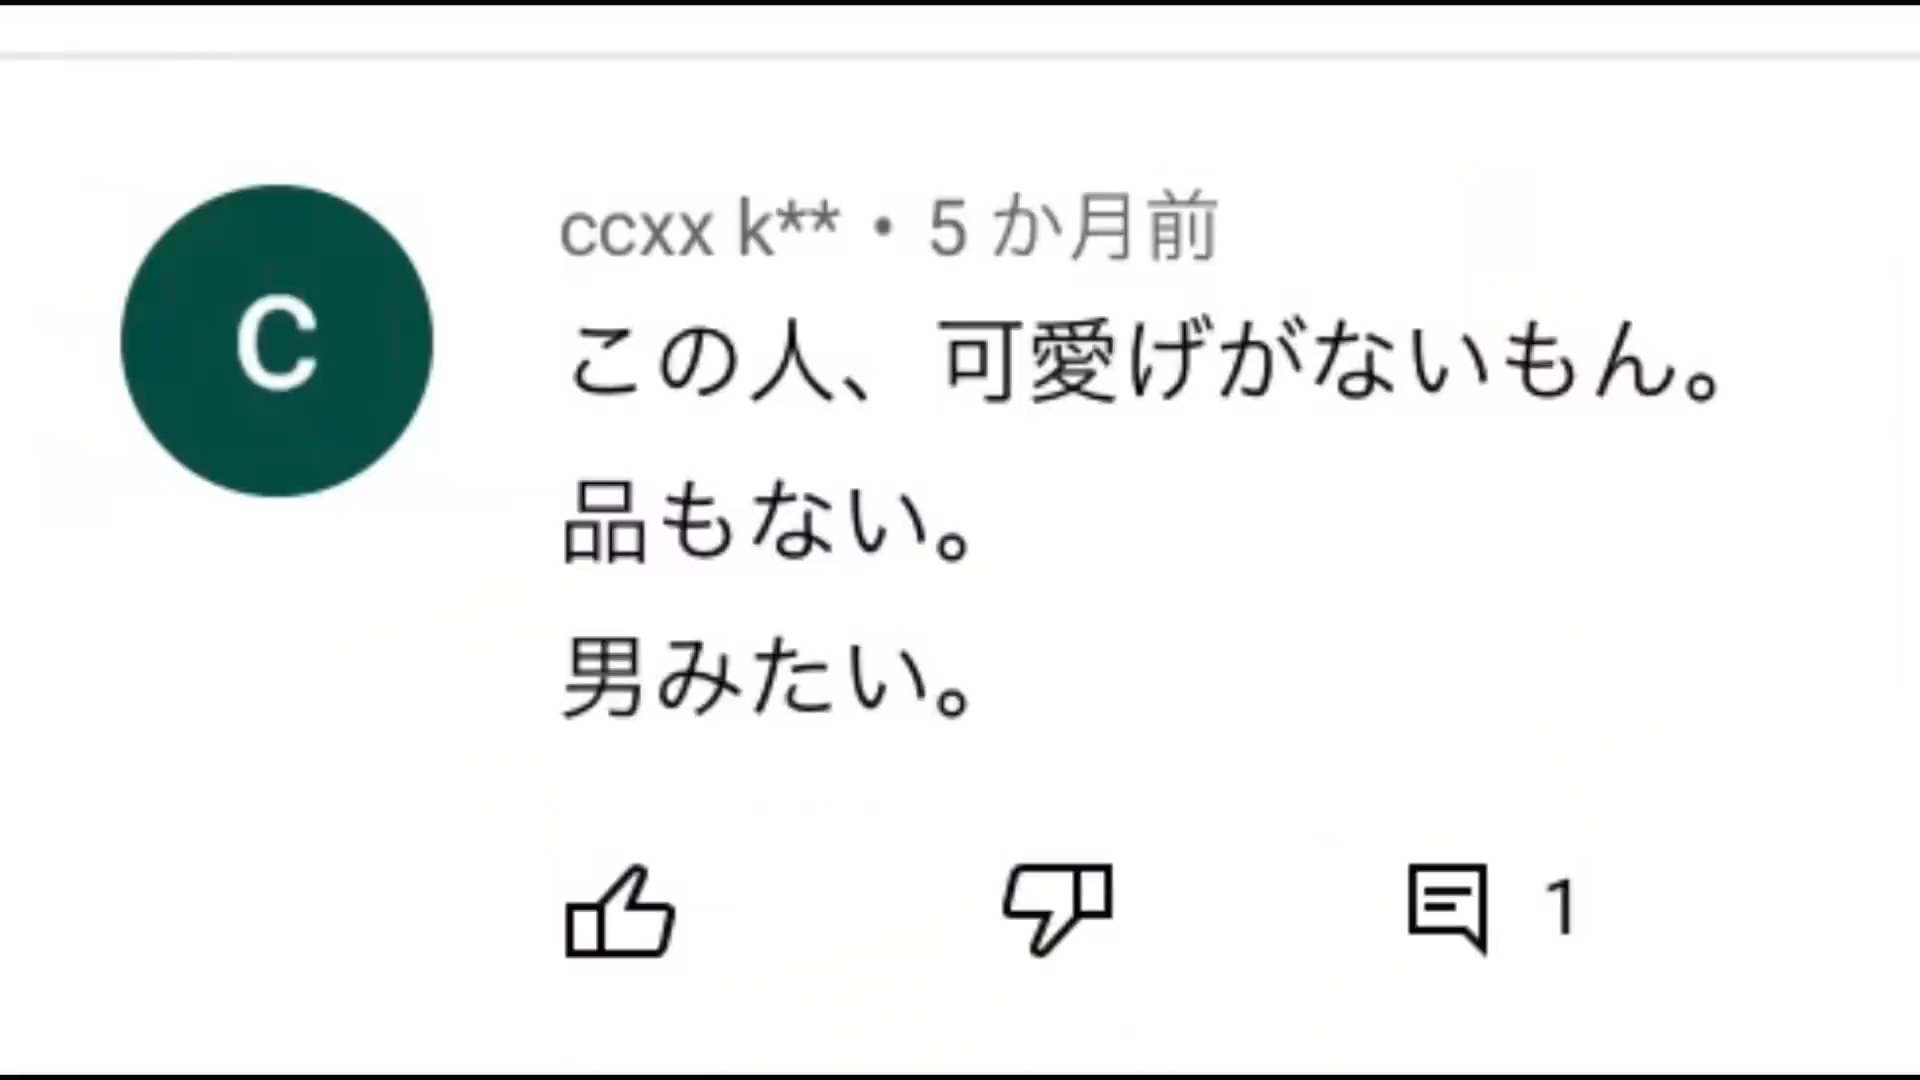 C
ccxx k**・5 か月前
この人、可愛げがないもん。
品もない。
男みたい。
1